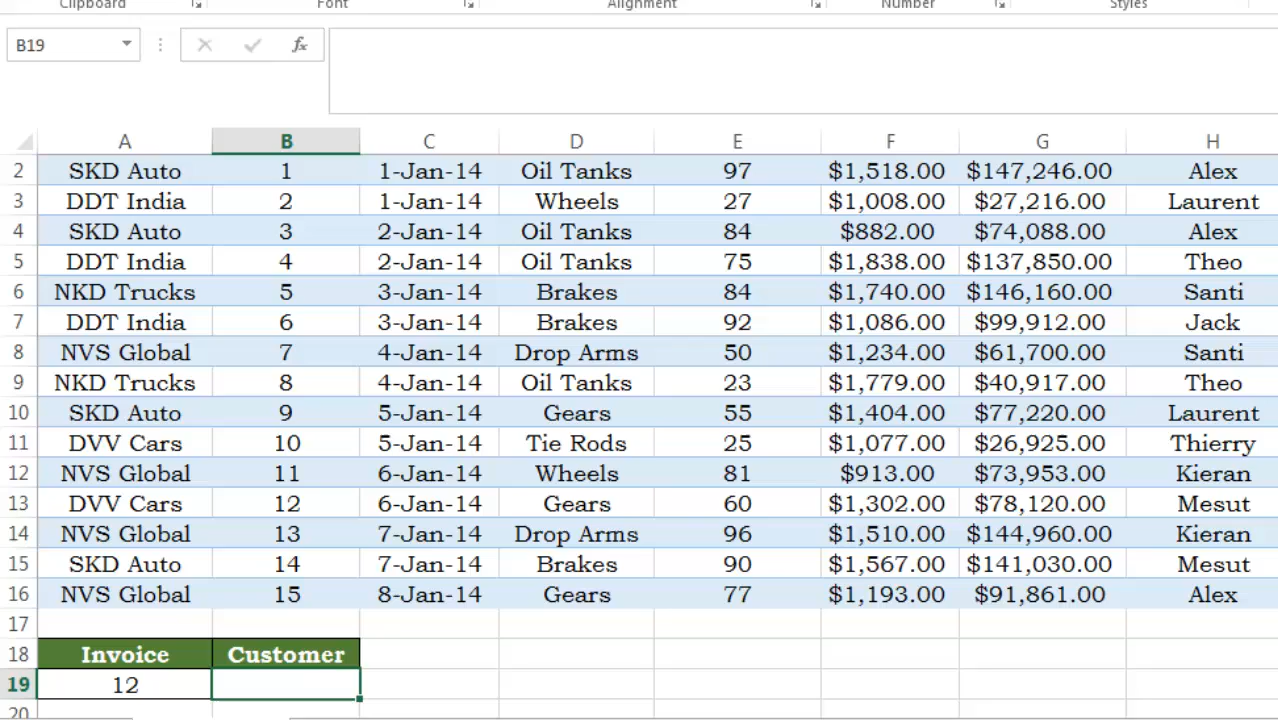 Clipboard Font Alignment Number Styles
B19 fx
A B C D E F G H
2 SKD Auto 1 1-Jan-14 Oil Tanks 97 $1,518.00 $147,246.00 Alex
3 DDT India 2 1-Jan-14 Wheels 27 $1,008.00 $27,216.00 Laurent
4 SKD Auto 3 2-Jan-14 Oil Tanks 84 $882.00 $74,088.00 Alex
5 DDT India 4 2-Jan-14 Oil Tanks 75 $1,838.00 $137,850.00 Theo
6 NKD Trucks 5 3-Jan-14 Brakes 84 $1,740.00 $146,160.00 Santi
7 DDT India 6 3-Jan-14 Brakes 92 $1,086.00 $99,912.00 Jack
8 NVS Global 7 4-Jan-14 Drop Arms 50 $1,234.00 $61,700.00 Santi
9 NKD Trucks 8 4-Jan-14 Oil Tanks 23 $1,779.00 $40,917.00 Theo
10 SKD Auto 9 5-Jan-14 Gears 55 $1,404.00 $77,220.00 Laurent
11 DVV Cars 10 5-Jan-14 Tie Rods 25 $1,077.00 $26,925.00 Thierry
12 NVS Global 11 6-Jan-14 Wheels 81 $913.00 $73,953.00 Kieran
13 DVV Cars 12 6-Jan-14 Gears 60 $1,302.00 $78,120.00 Mesut
14 NVS Global 13 7-Jan-14 Drop Arms 96 $1,510.00 $144,960.00 Kieran
15 SKD Auto 14 7-Jan-14 Brakes 90 $1,567.00 $141,030.00 Mesut
16 NVS Global 15 8-Jan-14 Gears 77 $1,193.00 $91,861.00 Alex
17
18 Invoice Customer
19 12
20